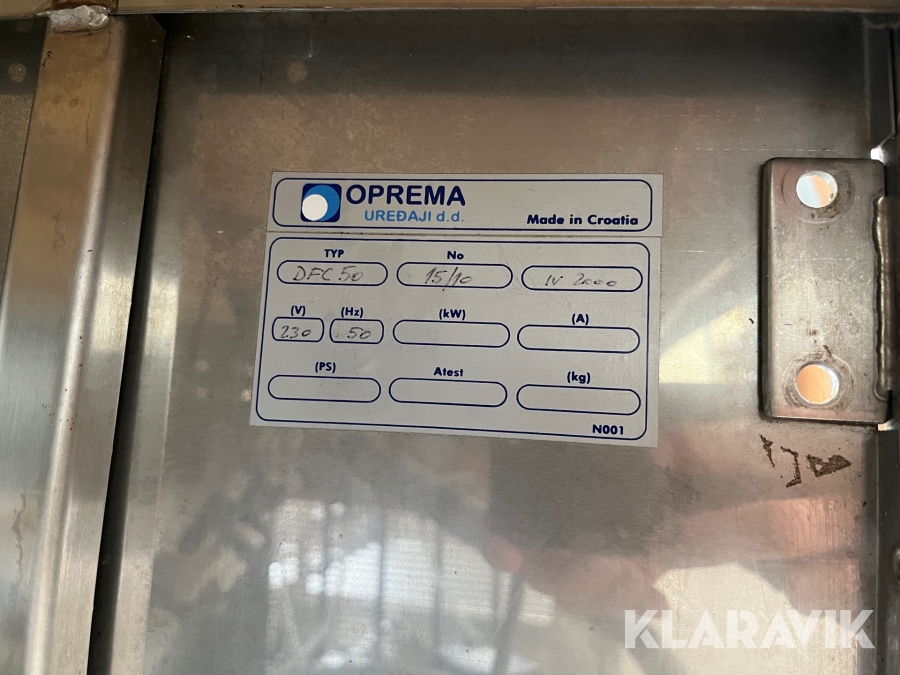 OPREMA
UREĐAJI d.d.
Made in Croatia
TYP No
DFC 50 15/10 IV 2000
(V) (Hz) (kW) (A)
230 50
(PS) Atest (kg)
N001
KLARAVIK